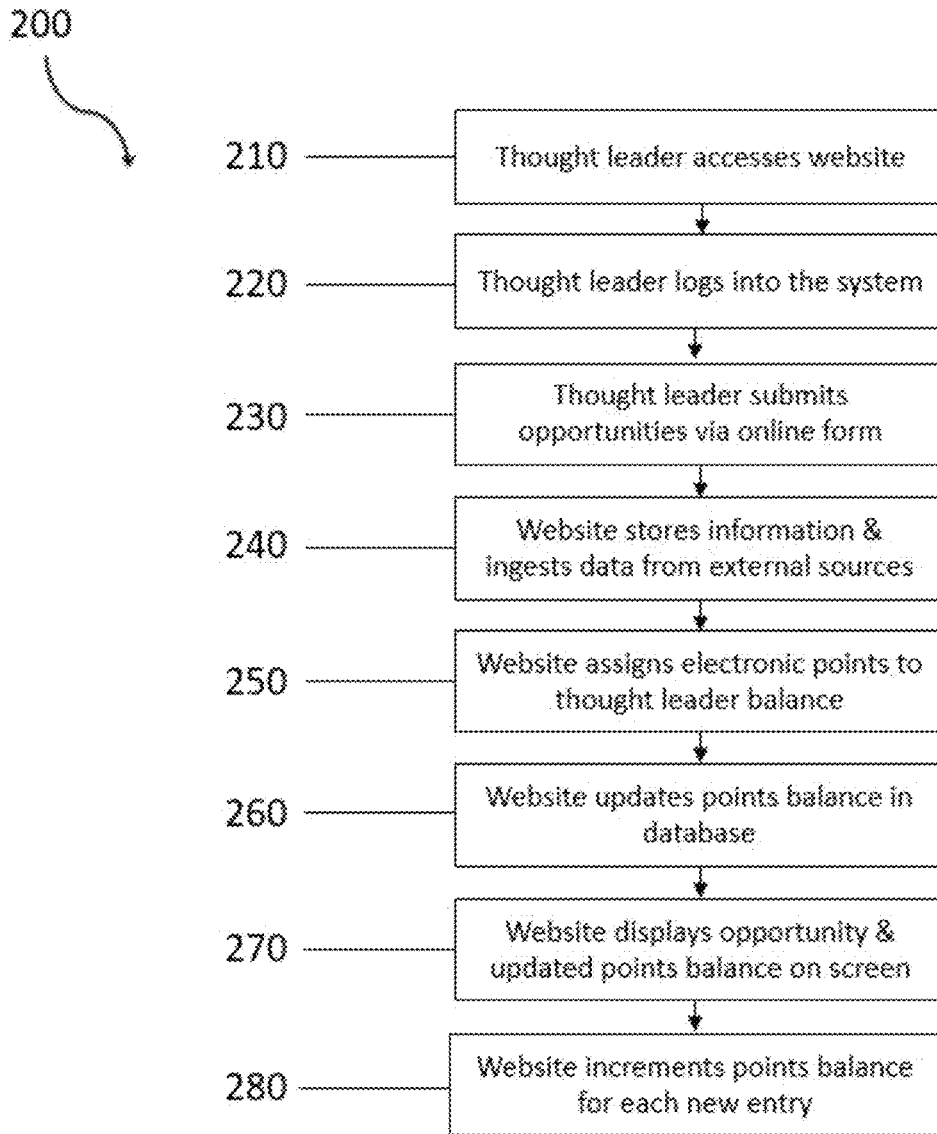 200
210
Thought leader accesses website
220
Thought leader logs into the system
230
Thought leader submits
opportunities via online form
240
Website stores information &
ingests data from external sources
250
Website assigns electronic points to
thought leader balance
260
Website updates points balance in
database
270
Website displays opportunity &
updated points balance on screen
280
Website increments points balance
for each new entry